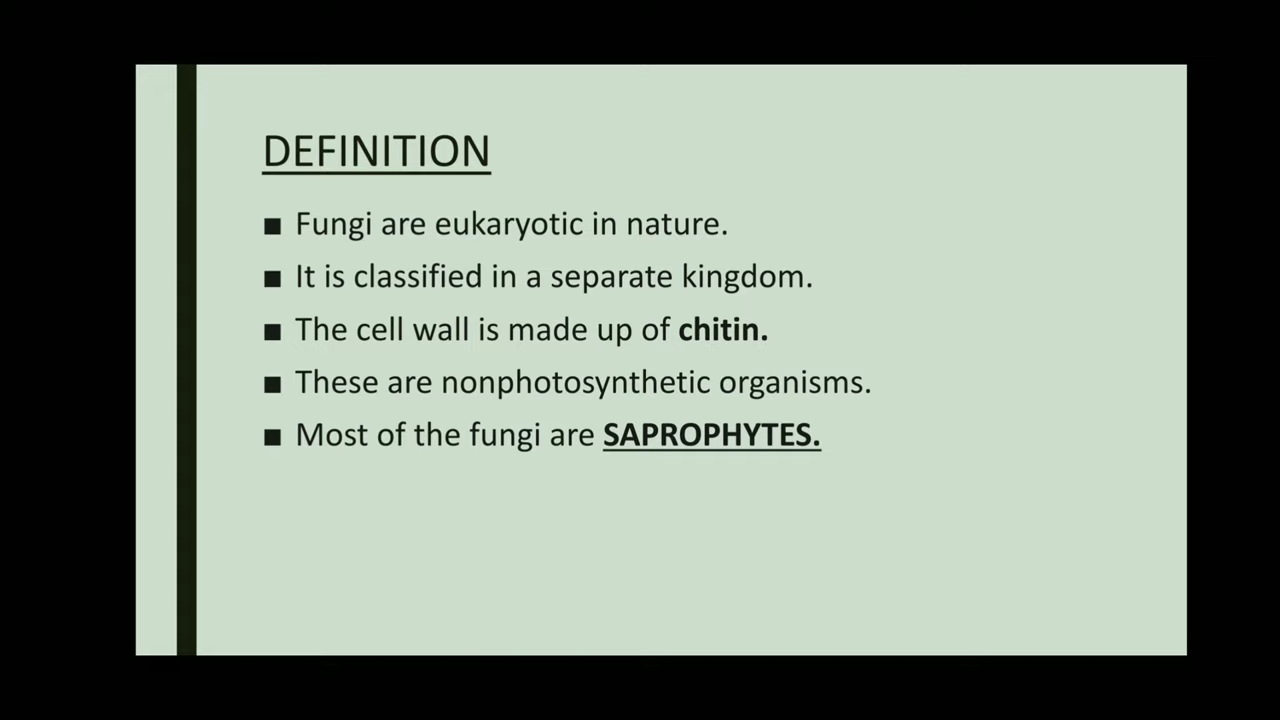 DEFINITION
■ Fungi are eukaryotic in nature.
■ It is classified in a separate kingdom.
■ The cell wall is made up of chitin.
■ These are nonphotosynthetic organisms.
■ Most of the fungi are SAPROPHYTES.